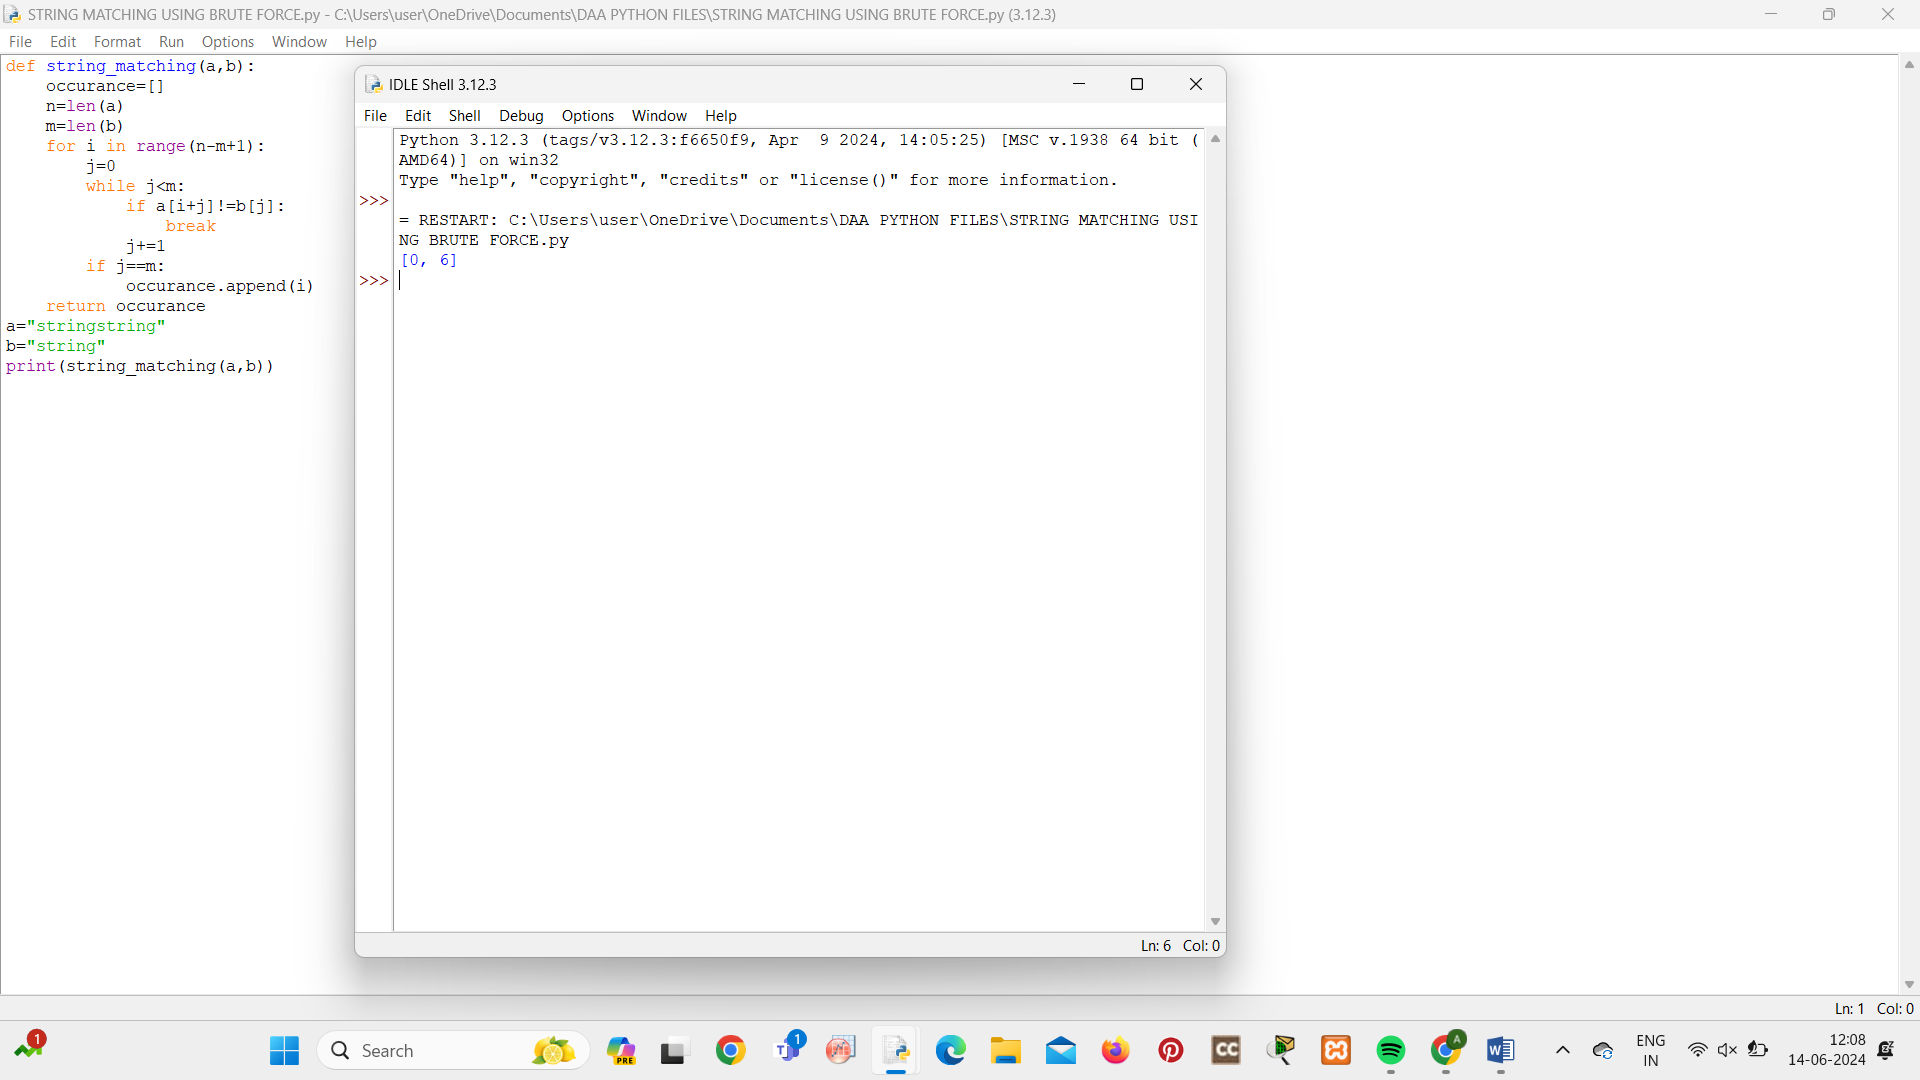 STRING MATCHING USING BRUTE FORCE.py - C:\Users\user\OneDrive\Documents\DAA PYTHON FILES\STRING MATCHING USING BRUTE FORCE.py (3.12.3)
File Edit Format Run Options Window Help
def string_matching(a,b):
    occurance=[]
    n=len(a)
    m=len(b)
    for i in range(n-m+1):
        j=0
        while j<m:
            if a[i+j]!=b[j]:
                break
            j+=1
        if j==m:
            occurance.append(i)
    return occurance
a="stringstring"
b="string"
print(string_matching(a,b))
IDLE Shell 3.12.3
File Edit Shell Debug Options Window Help
Python 3.12.3 (tags/v3.12.3:f6650f9, Apr  9 2024, 14:05:25) [MSC v.1938 64 bit (
AMD64)] on win32
Type "help", "copyright", "credits" or "license()" for more information.
>>>
= RESTART: C:\Users\user\OneDrive\Documents\DAA PYTHON FILES\STRING MATCHING USI
NG BRUTE FORCE.py
[0, 6]
>>>
Ln: 6 Col: 0
Ln: 1 Col: 0
1
Search
PRE
1
CC
A
ENG
IN
12:08
14-06-2024